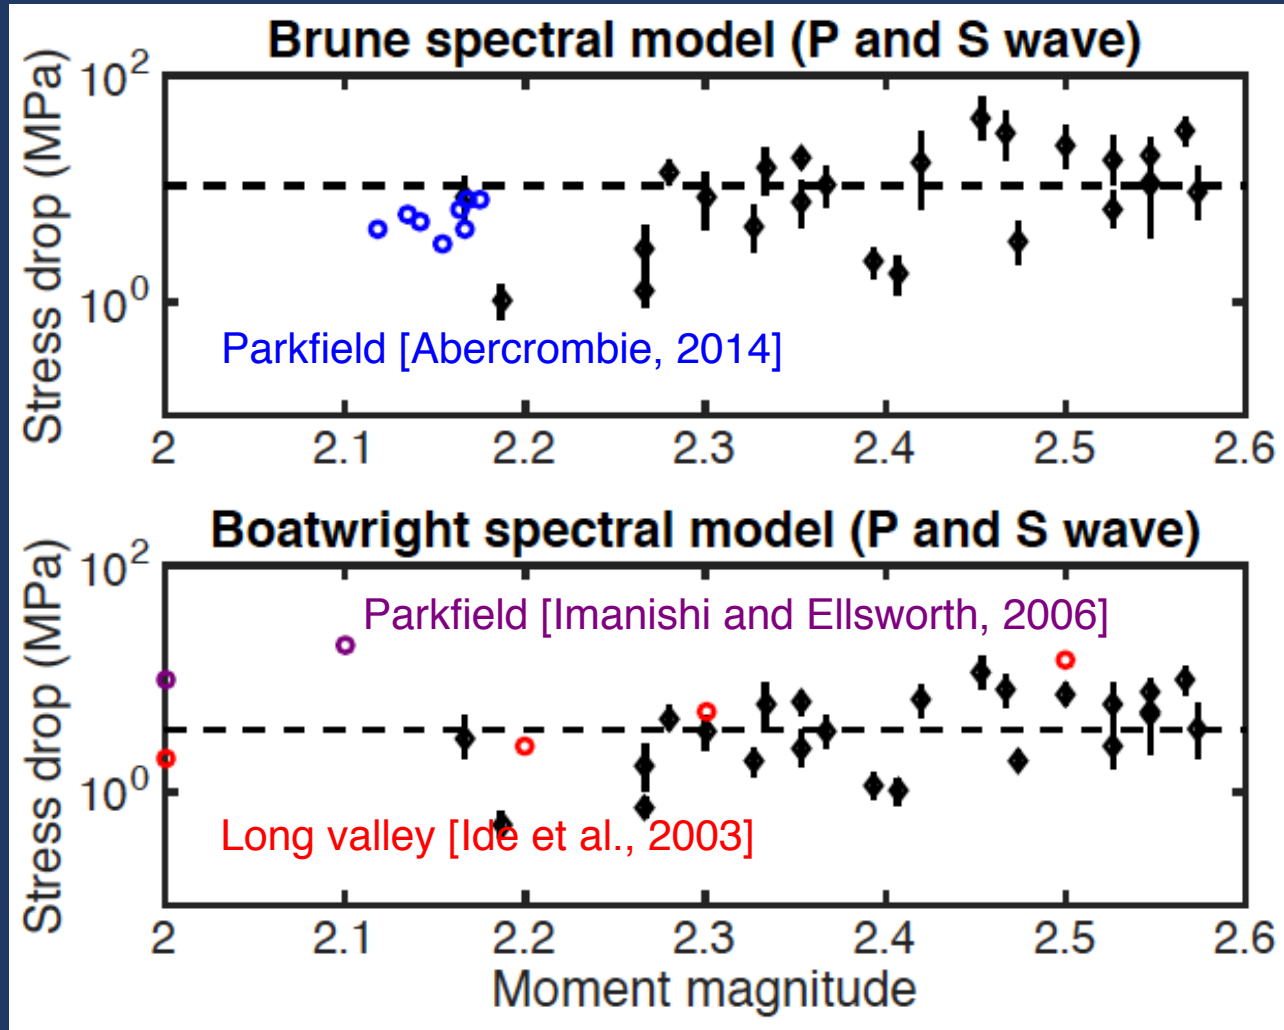 Brune spectral model (P and S wave)
Stress drop (MPa)
10²
10⁰
Parkfield [Abercrombie, 2014]
2 2.1 2.2 2.3 2.4 2.5 2.6
Boatwright spectral model (P and S wave)
Stress drop (MPa)
10²
Parkfield [Imanishi and Ellsworth, 2006]
10⁰
Long valley [Ide et al., 2003]
2 2.1 2.2 2.3 2.4 2.5 2.6
Moment magnitude